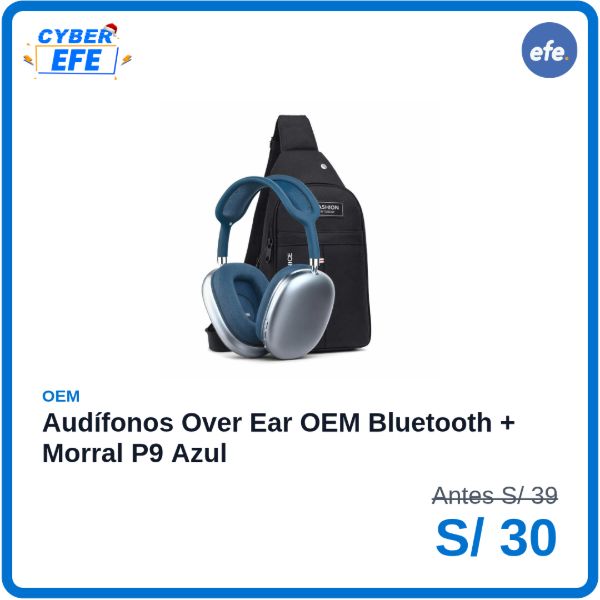 CYBER
EFE
efe.
FASHION
OEM
Audífonos Over Ear OEM Bluetooth +
Morral P9 Azul
Antes S/ 39
S/ 30